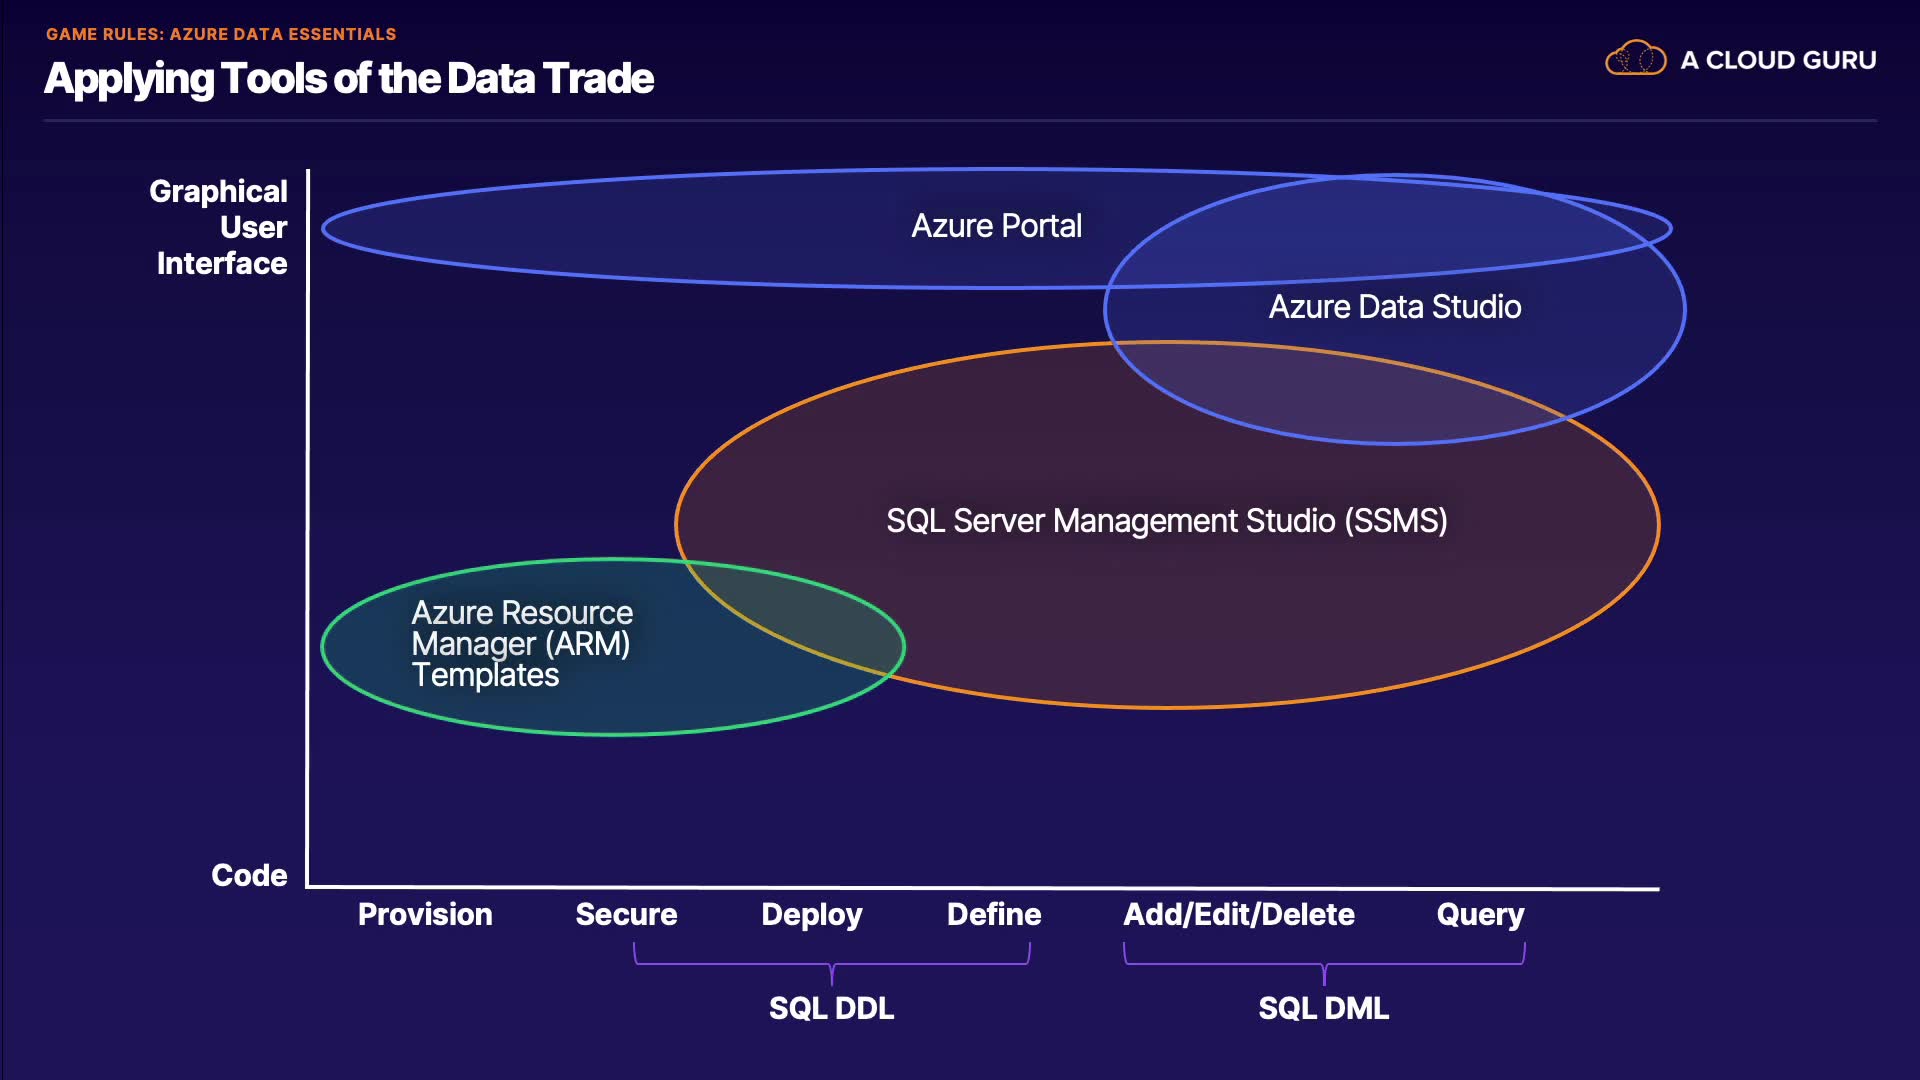 GAME RULES: AZURE DATA ESSENTIALS
Applying Tools of the Data Trade
A CLOUD GURU
Graphical
User
Interface
Azure Portal
Azure Data Studio
SQL Server Management Studio (SSMS)
Azure Resource
Manager (ARM)
Templates
Code
Provision Secure Deploy Define Add/Edit/Delete Query
SQL DDL SQL DML